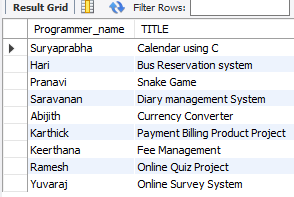 Result Grid Filter Rows:
Programmer_name TITLE
Suryaprabha Calendar using C
Hari Bus Reservation system
Pranavi Snake Game
Saravanan Diary management System
Abijith Currency Converter
Karthick Payment Billing Product Project
Keerthana Fee Management
Ramesh Online Quiz Project
Yuvaraj Online Survey System